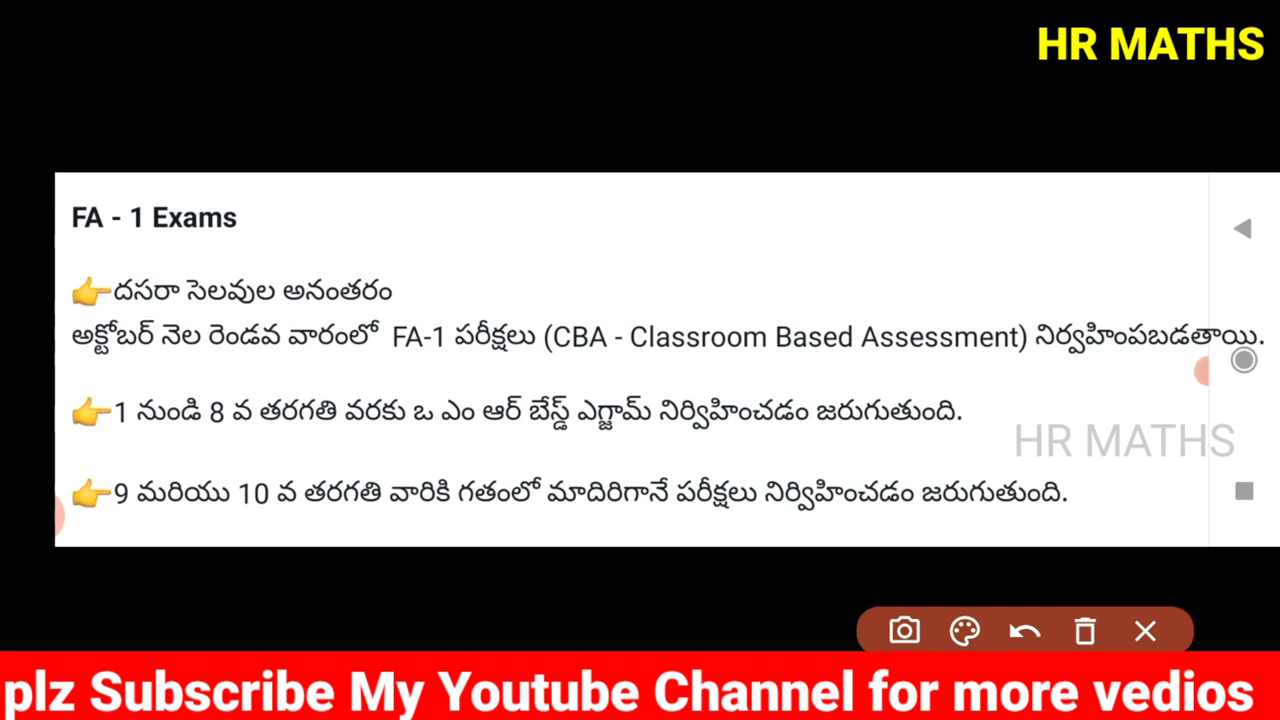 HR MATHS
FA - 1 Exams
👉దసరా సెలవుల అనంతరం
అక్టోబర్ నెల రెండవ వారంలో FA-1 పరీక్షలు (CBA - Classroom Based Assessment) నిర్వహింపబడతాయి.
👉1 నుండి 8 వ తరగతి వరకు ఒ ఎం ఆర్ బేస్డ్ ఎగ్జామ్ నిర్విహించడం జరుగుతుంది.
HR MATHS
👉9 మరియు 10 వ తరగతి వారికి గతంలో మాదిరిగానే పరీక్షలు నిర్విహించడం జరుగుతుంది.
plz Subscribe My Youtube Channel for more vedios